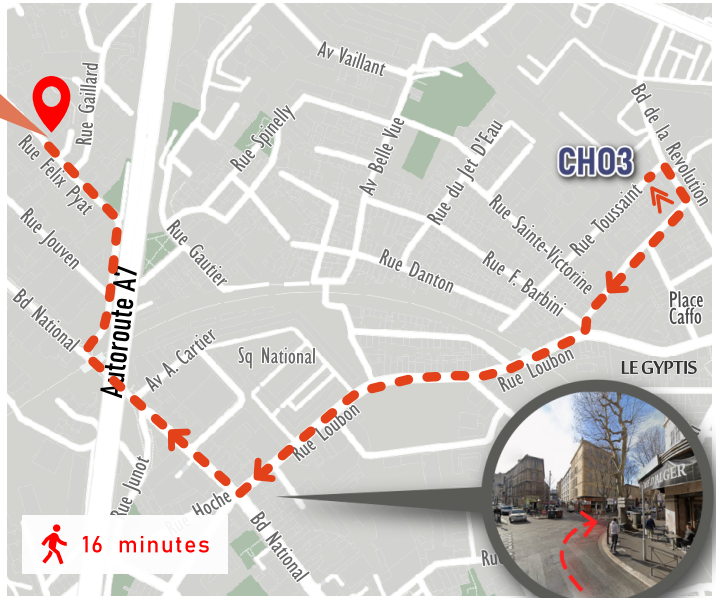 Rue Gaillard
Av Vaillant
Bd de la Revolution
Rue Spinelly
Av Belle Vue
Rue du Jet D'Eau
Rue Felix Pyat
CHO3
Rue Toussaint
Rue Sainte-Victorine
Rue Jouven
Rue Gautier
Rue Danton
Rue F. Barbini
Autoroute A7
Place
Caffo
Bd National
Av A. Cartier
Sq National
Rue Loubon
LE GYPTIS
Rue Loubon
Rue Junot
Rue Hoche
Bd National
16 minutes
Ru
ALGER